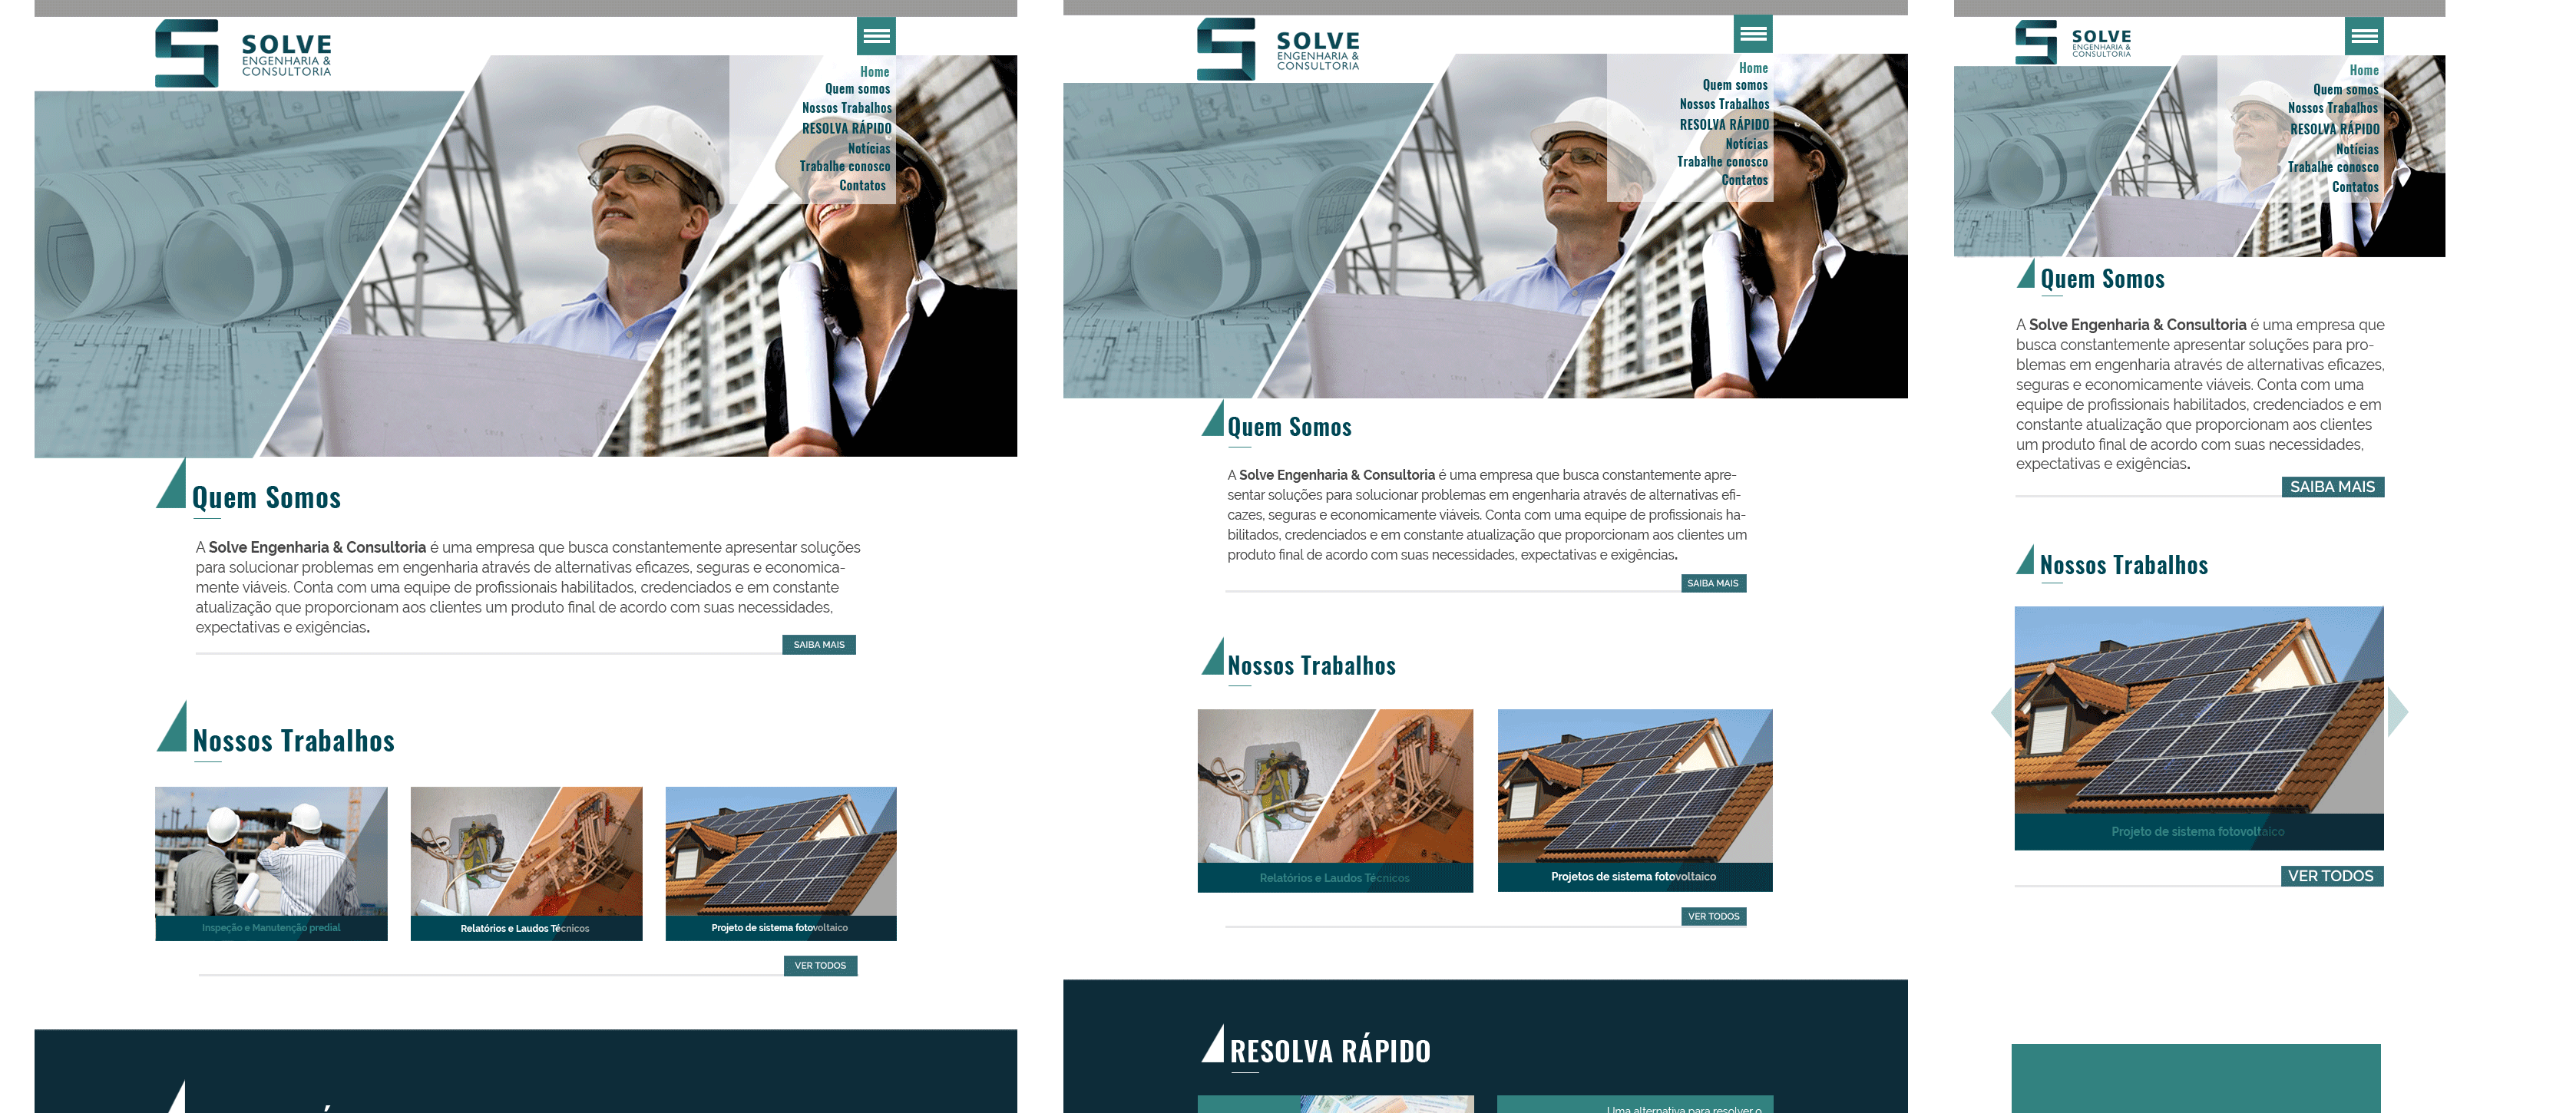 SOLVE
ENGENHARIA &
CONSULTORIA
Home
Quem somos
Nossos Trabalhos
RESOLVA RÁPIDO
Notícias
Trabalhe conosco
Contatos
Quem Somos
A Solve Engenharia & Consultoria é uma empresa que busca constantemente apresentar soluções
para solucionar problemas em engenharia através de alternativas eficazes, seguras e economica-
mente viáveis. Conta com uma equipe de profissionais habilitados, credenciados e em constante
atualização que proporcionam aos clientes um produto final de acordo com suas necessidades,
expectativas e exigências.
SAIBA MAIS
Nossos Trabalhos
Inspeção e Manutenção predial
Relatórios e Laudos Técnicos
Projeto de sistema fotovoltaico
VER TODOS
SOLVE
ENGENHARIA &
CONSULTORIA
Home
Quem somos
Nossos Trabalhos
RESOLVA RÁPIDO
Notícias
Trabalhe conosco
Contatos
Quem Somos
A Solve Engenharia & Consultoria é uma empresa que busca constantemente apre-
sentar soluções para solucionar problemas em engenharia através de alternativas efi-
cazes, seguras e economicamente viáveis. Conta com uma equipe de profissionais ha-
bilitados, credenciados e em constante atualização que proporcionam aos clientes um
produto final de acordo com suas necessidades, expectativas e exigências.
SAIBA MAIS
Nossos Trabalhos
Relatórios e Laudos Técnicos
Projetos de sistema fotovoltaico
VER TODOS
RESOLVA RÁPIDO
Uma alternativa para resolver o
SOLVE
ENGENHARIA &
CONSULTORIA
Home
Quem somos
Nossos Trabalhos
RESOLVA RÁPIDO
Notícias
Trabalhe conosco
Contatos
Quem Somos
A Solve Engenharia & Consultoria é uma empresa que
busca constantemente apresentar soluções para pro-
blemas em engenharia através de alternativas eficazes,
seguras e economicamente viáveis. Conta com uma
equipe de profissionais habilitados, credenciados e em
constante atualização que proporcionam aos clientes
um produto final de acordo com suas necessidades,
expectativas e exigências.
SAIBA MAIS
Nossos Trabalhos
Projeto de sistema fotovoltaico
VER TODOS